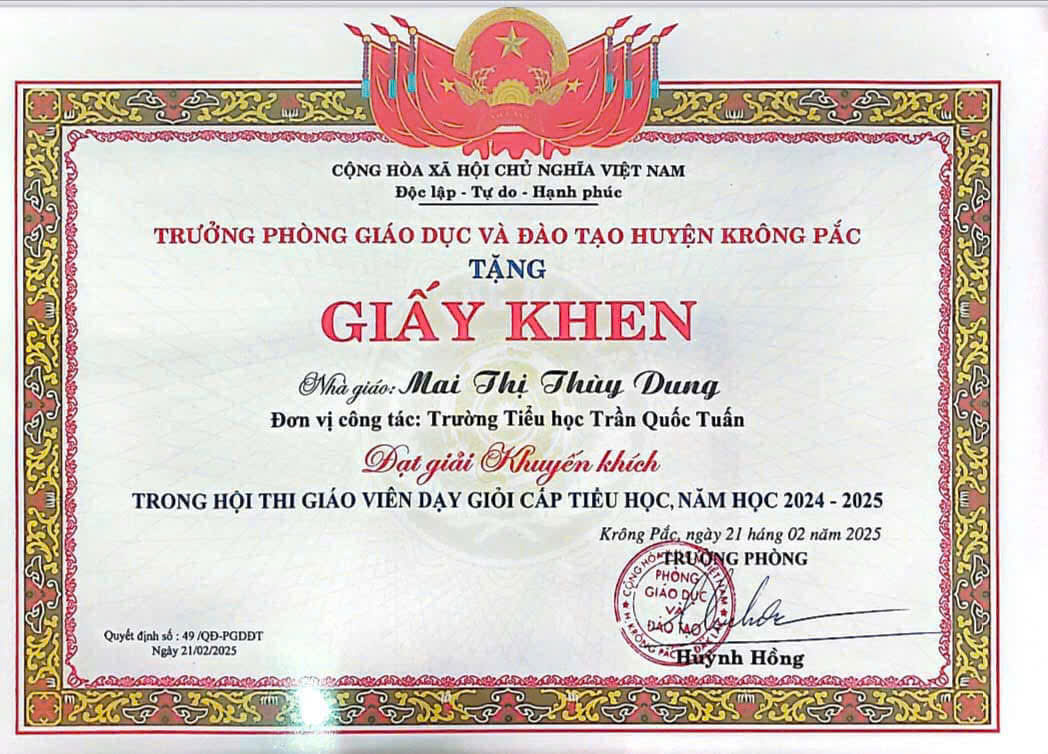 CỘNG HÒA XÃ HỘI CHỦ NGHĨA VIỆT NAM
Độc lập - Tự do - Hạnh phúc
TRƯỞNG PHÒNG GIÁO DỤC VÀ ĐÀO TẠO HUYỆN KRÔNG PẮC
TẶNG
GIẤY KHEN
Nhà giáo: Mai Thị Thùy Dung
Đơn vị công tác: Trường Tiểu học Trần Quốc Tuấn
Đạt giải Khuyến khích
TRONG HỘI THI GIÁO VIÊN DẠY GIỎI CẤP TIỂU HỌC, NĂM HỌC 2024 - 2025
Krông Pắc, ngày 21 háng 02 năm 2025
TRƯỞNG PHÒNG
PHÒNG
GIÁO DỤC
VÀ
ĐÀO TẠO
Huỳnh Hồng
Quyết định số : 49 /QĐ-PGDĐT
Ngày 21/02/2025